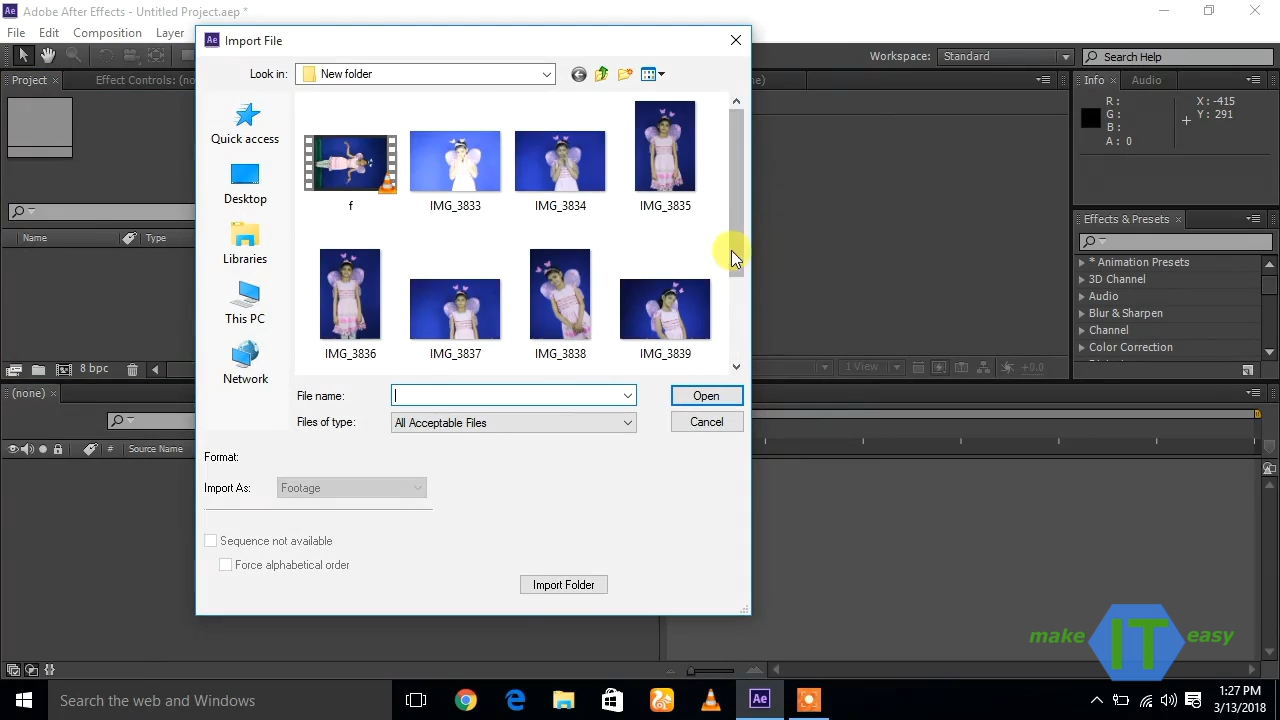 Adobe After Effects - Untitled Project.aep *
File Edit Composition Layer
Import File
Workspace: Standard
Search Help
Project
Effect Controls: (no
Look in: New folder
Info
Audio
R :
G :
B :
A : 0
X : -415
Y : 291
Quick access
Desktop
Libraries
This PC
Network
f
IMG_3833
IMG_3834
IMG_3835
IMG_3836
IMG_3837
IMG_3838
IMG_3839
Name
Type
Effects & Presets
* Animation Presets
3D Channel
Audio
Blur & Sharpen
Channel
Color Correction
8 bpc
1 View
+0.0
File name:
Open
Files of type: All Acceptable Files
Cancel
(none)
#
Source Name
Format:
Import As: Footage
Sequence not available
Force alphabetical order
Import Folder
make IT easy
Search the web and Windows
1:27 PM
3/13/2018